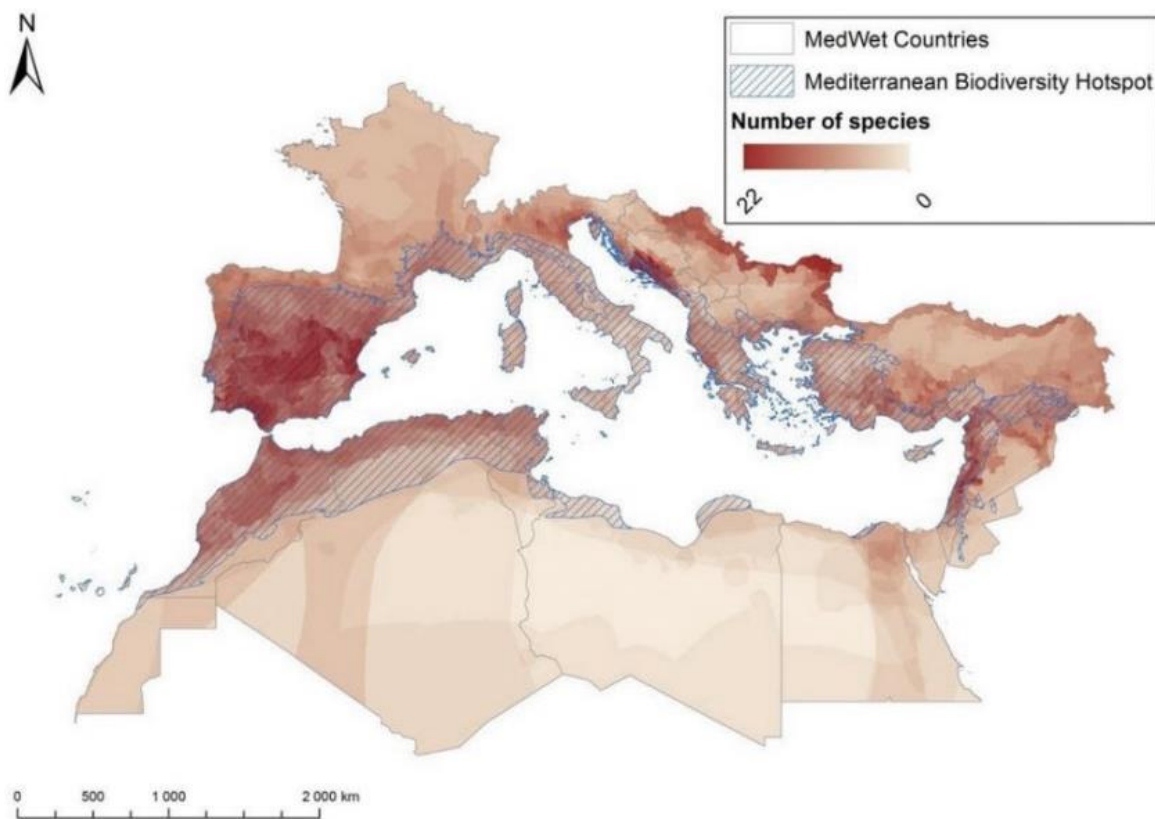 N
MedWet Countries
Mediterranean Biodiversity Hotspot
Number of species
22 0
0 500 1 000 2 000 km